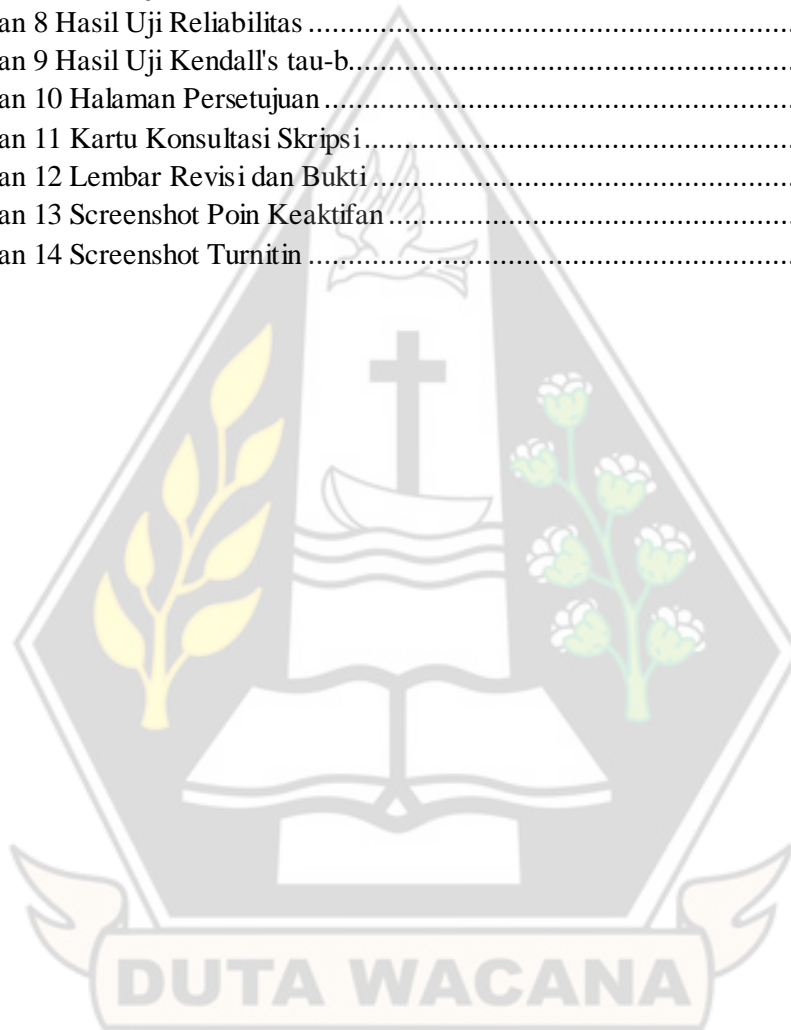 an 8 Hasil Uji Reliabilitas ........................................................................
an 9 Hasil Uji Kendall's tau-b..................................................................
an 10 Halaman Persetujuan ......................................................................
an 11 Kartu Konsultasi Skripsi.................................................................
an 12 Lembar Revisi dan Bukti ................................................................
an 13 Screenshot Poin Keaktifan..............................................................
an 14 Screenshot Turnitin .......................................................................
DUTA WACANA